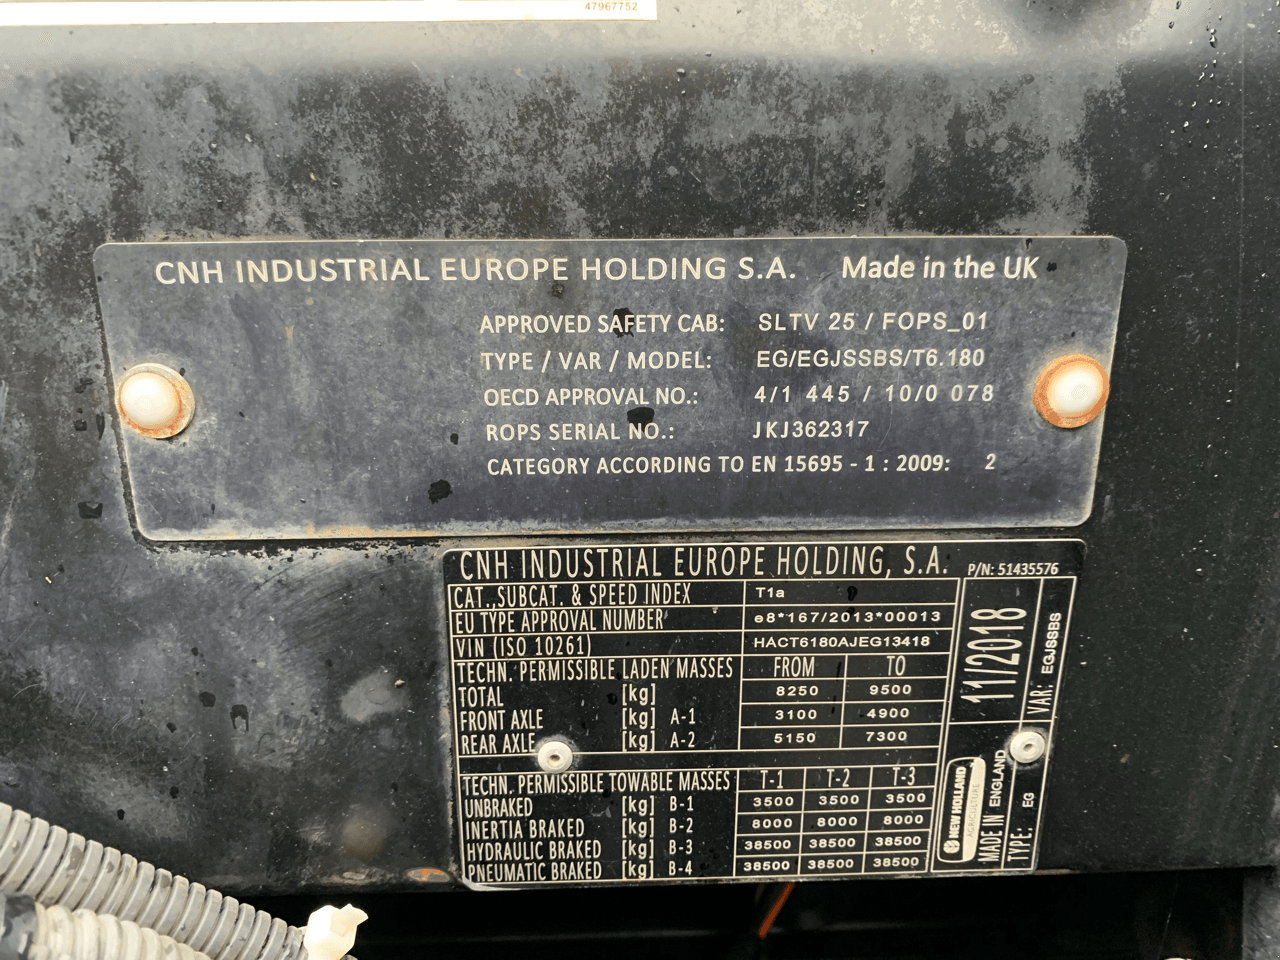 47967752
CNH INDUSTRIAL EUROPE HOLDING S.A. Made in the UK
APPROVED SAFETY CAB: SLTV 25 / FOPS_01
TYPE / VAR / MODEL: EG/EGJSSBS/T6.180
OECD APPROVAL NO.: 4/1 445 / 10/0 078
ROPS SERIAL NO.: JKJ362317
CATEGORY ACCORDING TO EN 15695 - 1 : 2009: 2
CNH INDUSTRIAL EUROPE HOLDING, S.A. P/N: 51435576
CAT.,SUBCAT. & SPEED INDEX T1a
EU TYPE APPROVAL NUMBER e8*167/2013*00013
VIN (ISO 10261) HACT6180AJEG13418
TECHN. PERMISSIBLE LADEN MASSES FROM TO
TOTAL [kg] 8250 9500
FRONT AXLE [kg] A-1 3100 4900
REAR AXLE [kg] A-2 5150 7300
TECHN. PERMISSIBLE TOWABLE MASSES T-1 T-2 T-3
UNBRAKED [kg] B-1 3500 3500 3500
INERTIA BRAKED [kg] B-2 8000 8000 8000
HYDRAULIC BRAKED [kg] B-3 38500 38500 38500
PNEUMATIC BRAKED [kg] B-4 38500 38500 38500
11/2018
VAR: EGJSSBS
NEW HOLLAND
AGRICULTURE
MADE IN ENGLAND
TYPE: EG